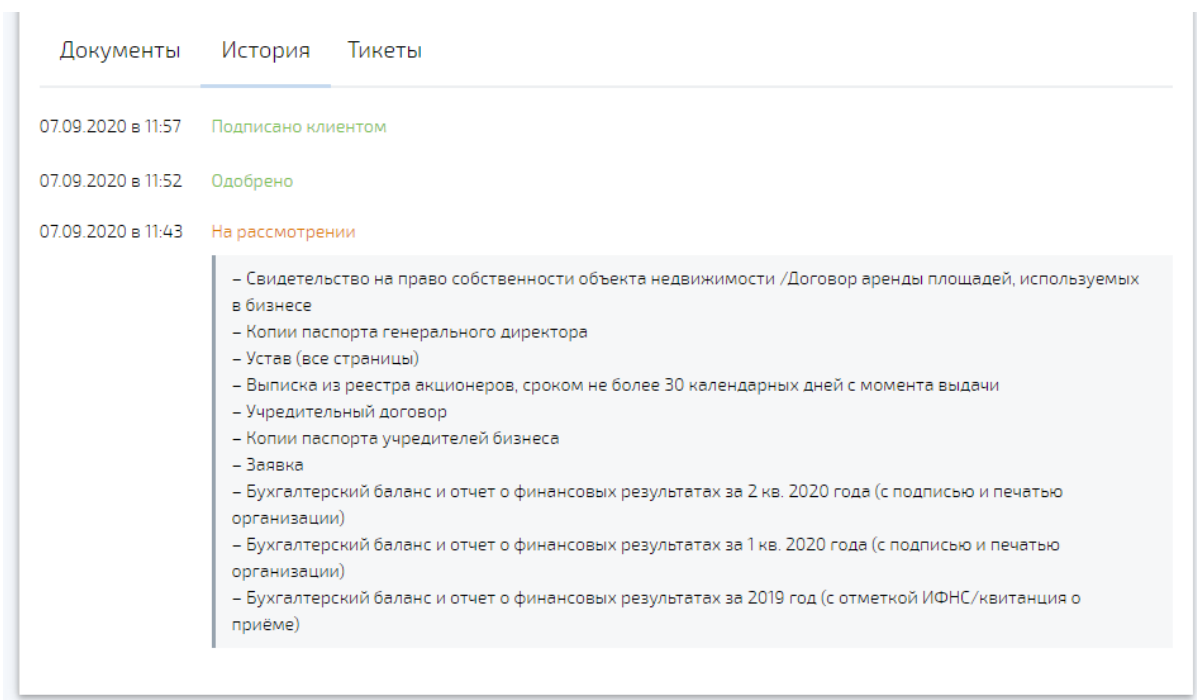 Документы История Тикеты
07.09.2020 в 11:57 Подписано клиентом
07.09.2020 в 11:52 Одобрено
07.09.2020 в 11:43 На рассмотрении
– Свидетельство на право собственности объекта недвижимости /Договор аренды площадей, используемых
в бизнесе
– Копии паспорта генерального директора
– Устав (все страницы)
– Выписка из реестра акционеров, сроком не более 30 календарных дней с момента выдачи
– Учредительный договор
– Копии паспорта учредителей бизнеса
– Заявка
– Бухгалтерский баланс и отчет о финансовых результатах за 2 кв. 2020 года (с подписью и печатью
организации)
– Бухгалтерский баланс и отчет о финансовых результатах за 1 кв. 2020 года (с подписью и печатью
организации)
– Бухгалтерский баланс и отчет о финансовых результатах за 2019 год (с отметкой ИФНС/квитанция о
приёме)